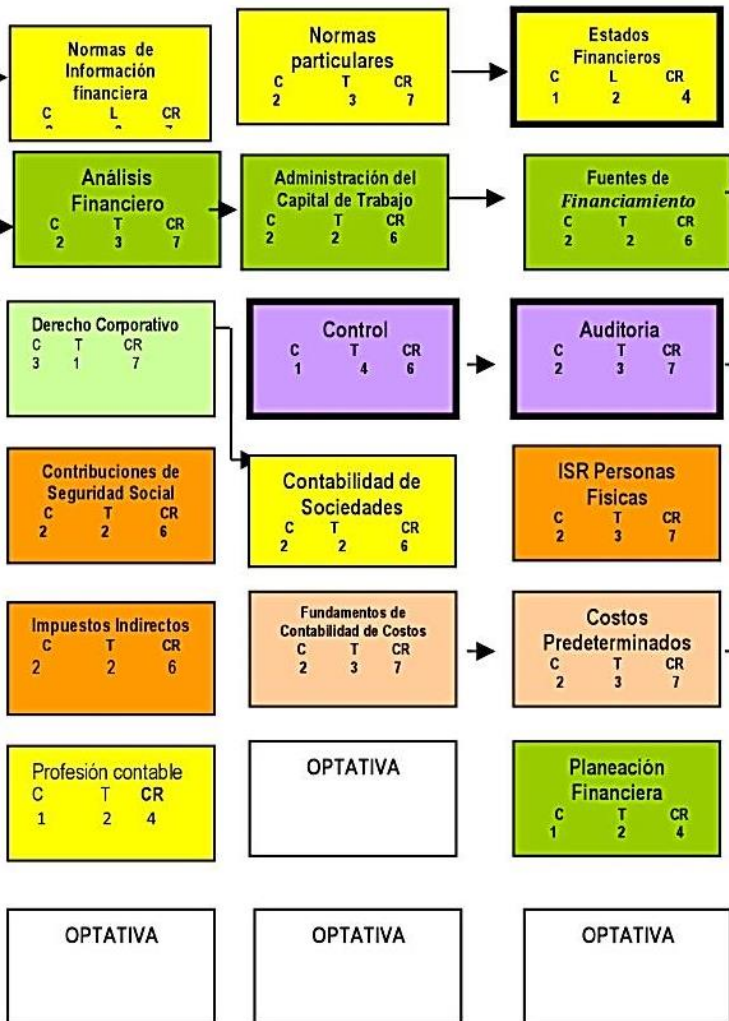 Normas de
Información
financiera
C L CR
Normas
particulares
C T CR
2 3 7
Estados
Financieros
C L CR
1 2 4
Análisis
Financiero
C T CR
2 3 7
Administración del
Capital de Trabajo
C T CR
2 2 6
Fuentes de
Financiamiento
C T CR
2 2 6
Derecho Corporativo
C T CR
3 1 7
Control
C T CR
1 4 6
Auditoria
C T CR
2 3 7
Contribuciones de
Seguridad Social
C T CR
2 2 6
Contabilidad de
Sociedades
C T CR
2 2 6
ISR Personas
Fisicas
C T CR
2 3 7
Impuestos Indirectos
C T CR
2 2 6
Fundamentos de
Contabilidad de Costos
C T CR
2 3 7
Costos
Predeterminados
C T CR
2 3 7
Profesión contable
C T CR
1 2 4
OPTATIVA
Planeación
Financiera
C T CR
1 2 4
OPTATIVA
OPTATIVA
OPTATIVA